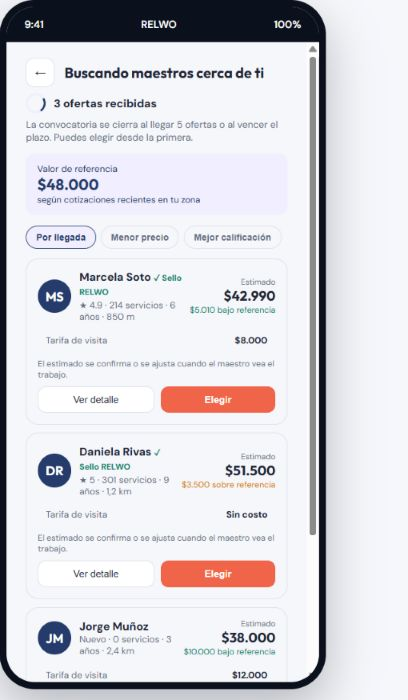 9:41 RELWO 100%
← Buscando maestros cerca de ti
3 ofertas recibidas
La convocatoria se cierra al llegar 5 ofertas o al vencer el
plazo. Puedes elegir desde la primera.
Valor de referencia
$48.000
según cotizaciones recientes en tu zona
Por llegada Menor precio Mejor calificación
MS
Marcela Soto ✓ Sello
RELWO
★ 4.9 · 214 servicios · 6
años · 850 m
Estimado
$42.990
$5.010 bajo referencia
Tarifa de visita $8.000
El estimado se confirma o se ajusta cuando el maestro vea el
trabajo.
Ver detalle Elegir
DR
Daniela Rivas ✓
Sello RELWO
★ 5 · 301 servicios · 9
años · 1,2 km
Estimado
$51.500
$3.500 sobre referencia
Tarifa de visita Sin costo
El estimado se confirma o se ajusta cuando el maestro vea el
trabajo.
Ver detalle Elegir
JM
Jorge Muñoz
Nuevo · 0 servicios · 3
años · 2,4 km
Estimado
$38.000
$10.000 bajo referencia
Tarifa de visita $12.000